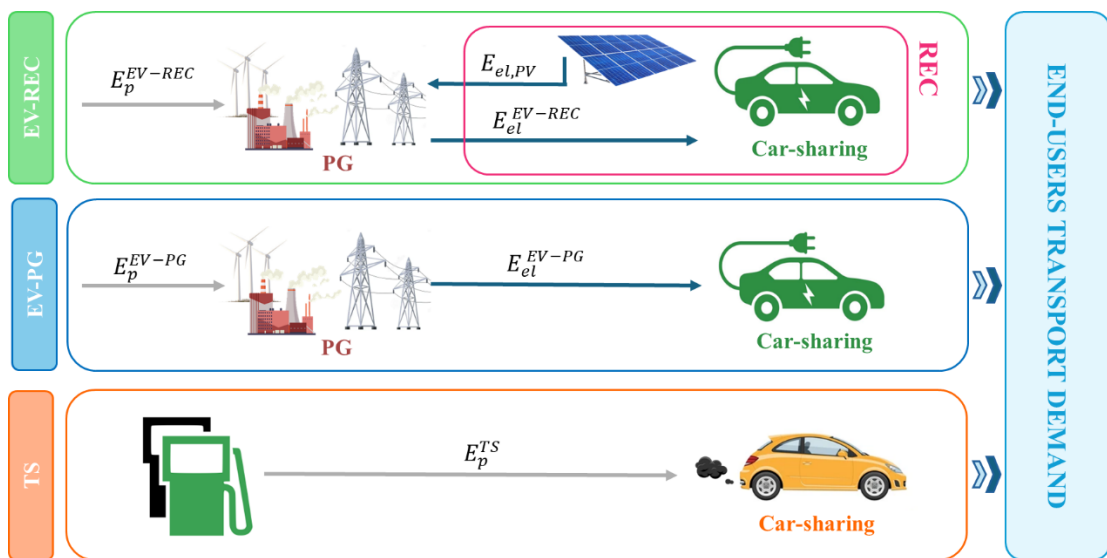 EV-REC
E_p^{EV-REC}
PG
E_{el,PV}
E_{el}^{EV-REC}
Car-sharing
REC
EV-PG
E_p^{EV-PG}
PG
E_{el}^{EV-PG}
Car-sharing
TS
E_p^{TS}
Car-sharing
END-USERS TRANSPORT DEMAND